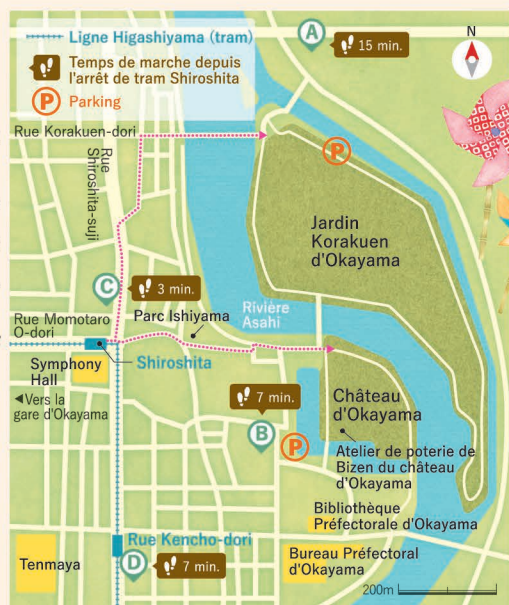 Ligne Higashiyama (tram)
Temps de marche depuis
l'arrêt de tram Shiroshita
P Parking
A
15 min.
N
Rue Korakuen-dori
Rue
Shiroshita-suji
P
Jardin
Korakuen
d'Okayama
C
3 min.
Rivière
Asahi
Rue Momotaro
O-dori
Parc Ishiyama
Shiroshita
Symphony
Hall
◄Vers la
gare d'Okayama
7 min.
B
P
Château
d'Okayama
Atelier de poterie de
Bizen du château
d'Okayama
Bibliothèque
Préfectorale d'Okayama
Rue Kencho-dori
Bureau Préfectoral
d'Okayama
Tenmaya
D
7 min.
200m